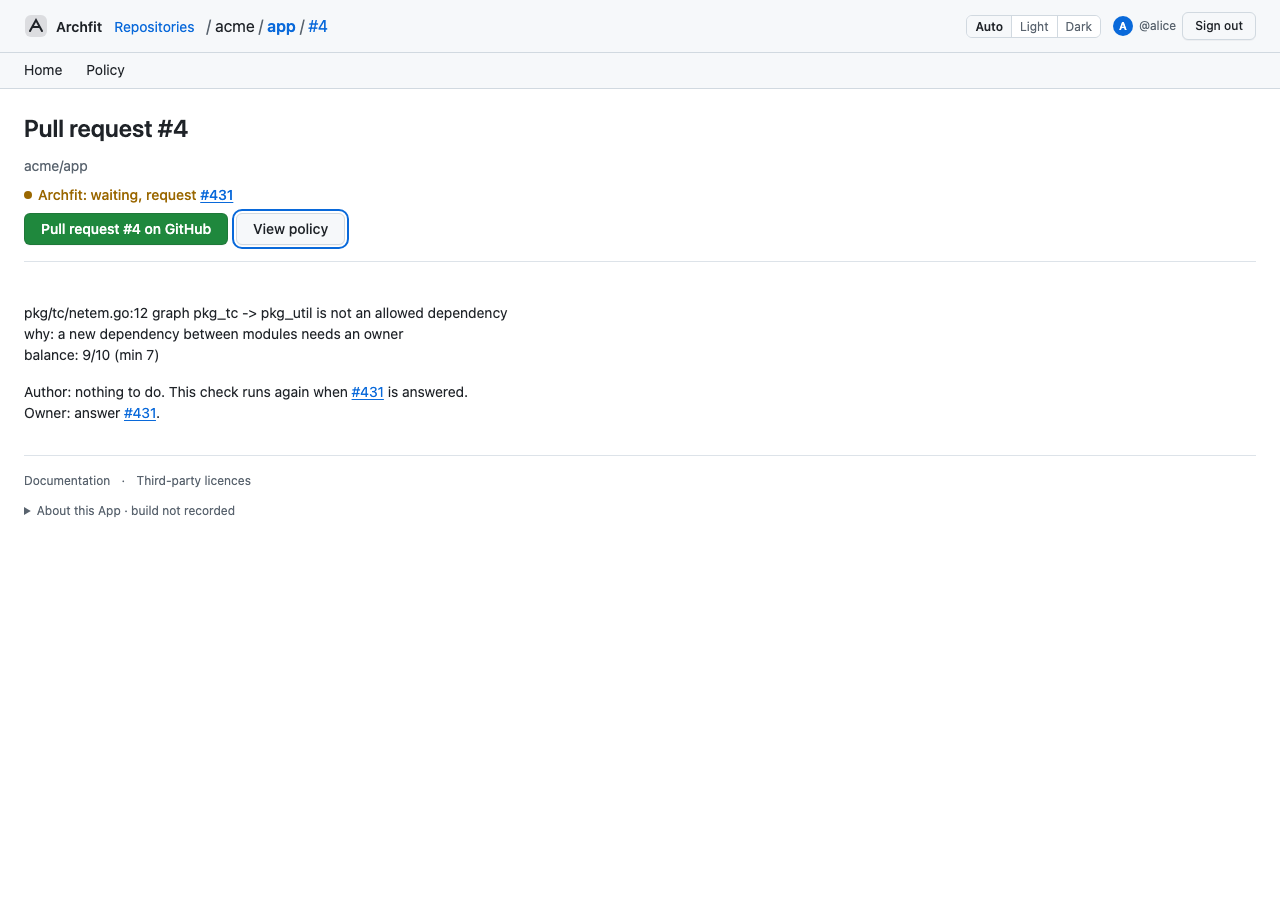 Archfit Repositories / acme / app / #4 Auto Light Dark A @alice Sign out
Home Policy
Pull request #4
acme/app
Archfit: waiting, request #431
Pull request #4 on GitHub View policy
pkg/tc/netem.go:12 graph pkg_tc -> pkg_util is not an allowed dependency
why: a new dependency between modules needs an owner
balance: 9/10 (min 7)
Author: nothing to do. This check runs again when #431 is answered.
Owner: answer #431.
Documentation · Third-party licences
About this App · build not recorded